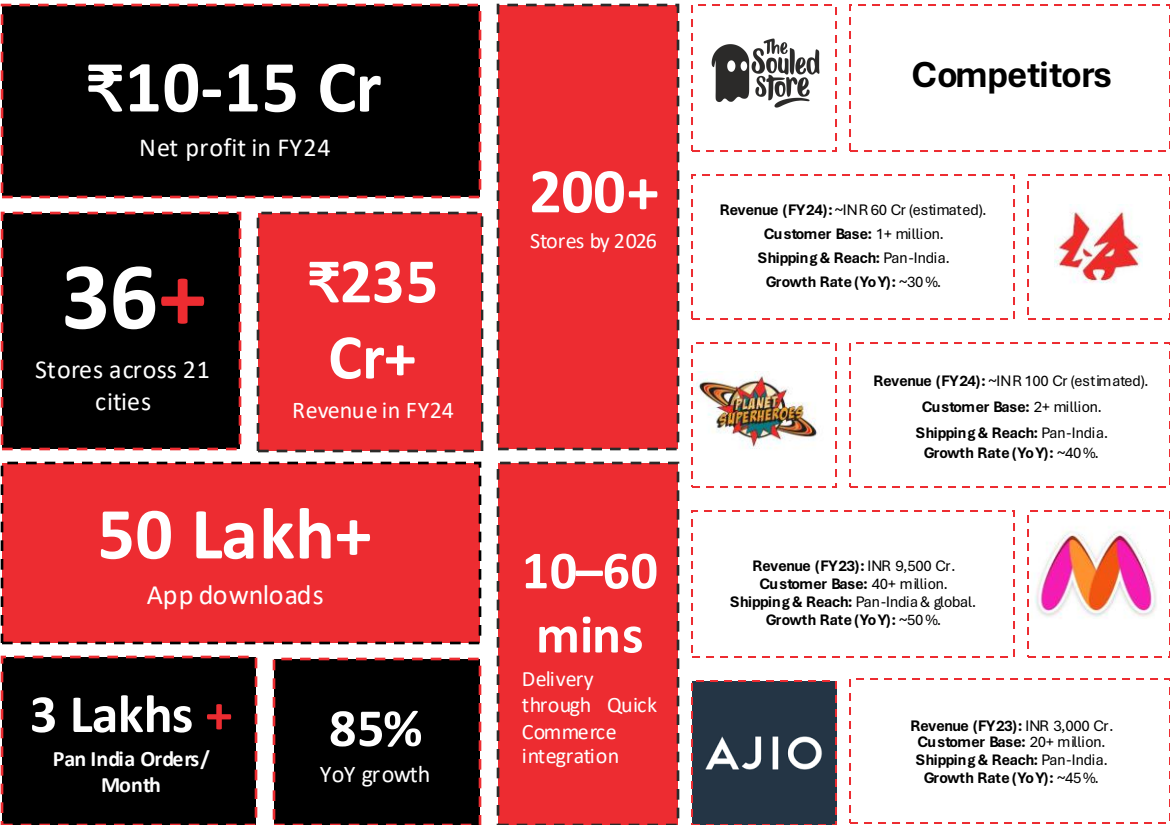 ₹10-15 Cr
Net profit in FY24
36+
Stores across 21
cities
₹235
Cr+
Revenue in FY24
50 Lakh+
App downloads
3 Lakhs +
Pan India Orders/
Month
85%
YoY growth
200+
Stores by 2026
10–60
mins
Delivery
through Quick
Commerce
integration
The
Souled
Store
Competitors
Revenue (FY24): ~INR 60 Cr (estimated).
Customer Base: 1+ million.
Shipping & Reach: Pan-India.
Growth Rate (YoY): ~30%.
PLANET
SUPERHEROES
Revenue (FY24): ~INR 100 Cr (estimated).
Customer Base: 2+ million.
Shipping & Reach: Pan-India.
Growth Rate (YoY): ~40%.
Revenue (FY23): INR 9,500 Cr.
Customer Base: 40+ million.
Shipping & Reach: Pan-India & global.
Growth Rate (YoY): ~50%.
AJIO
Revenue (FY23): INR 3,000 Cr.
Customer Base: 20+ million.
Shipping & Reach: Pan-India.
Growth Rate (YoY): ~45%.